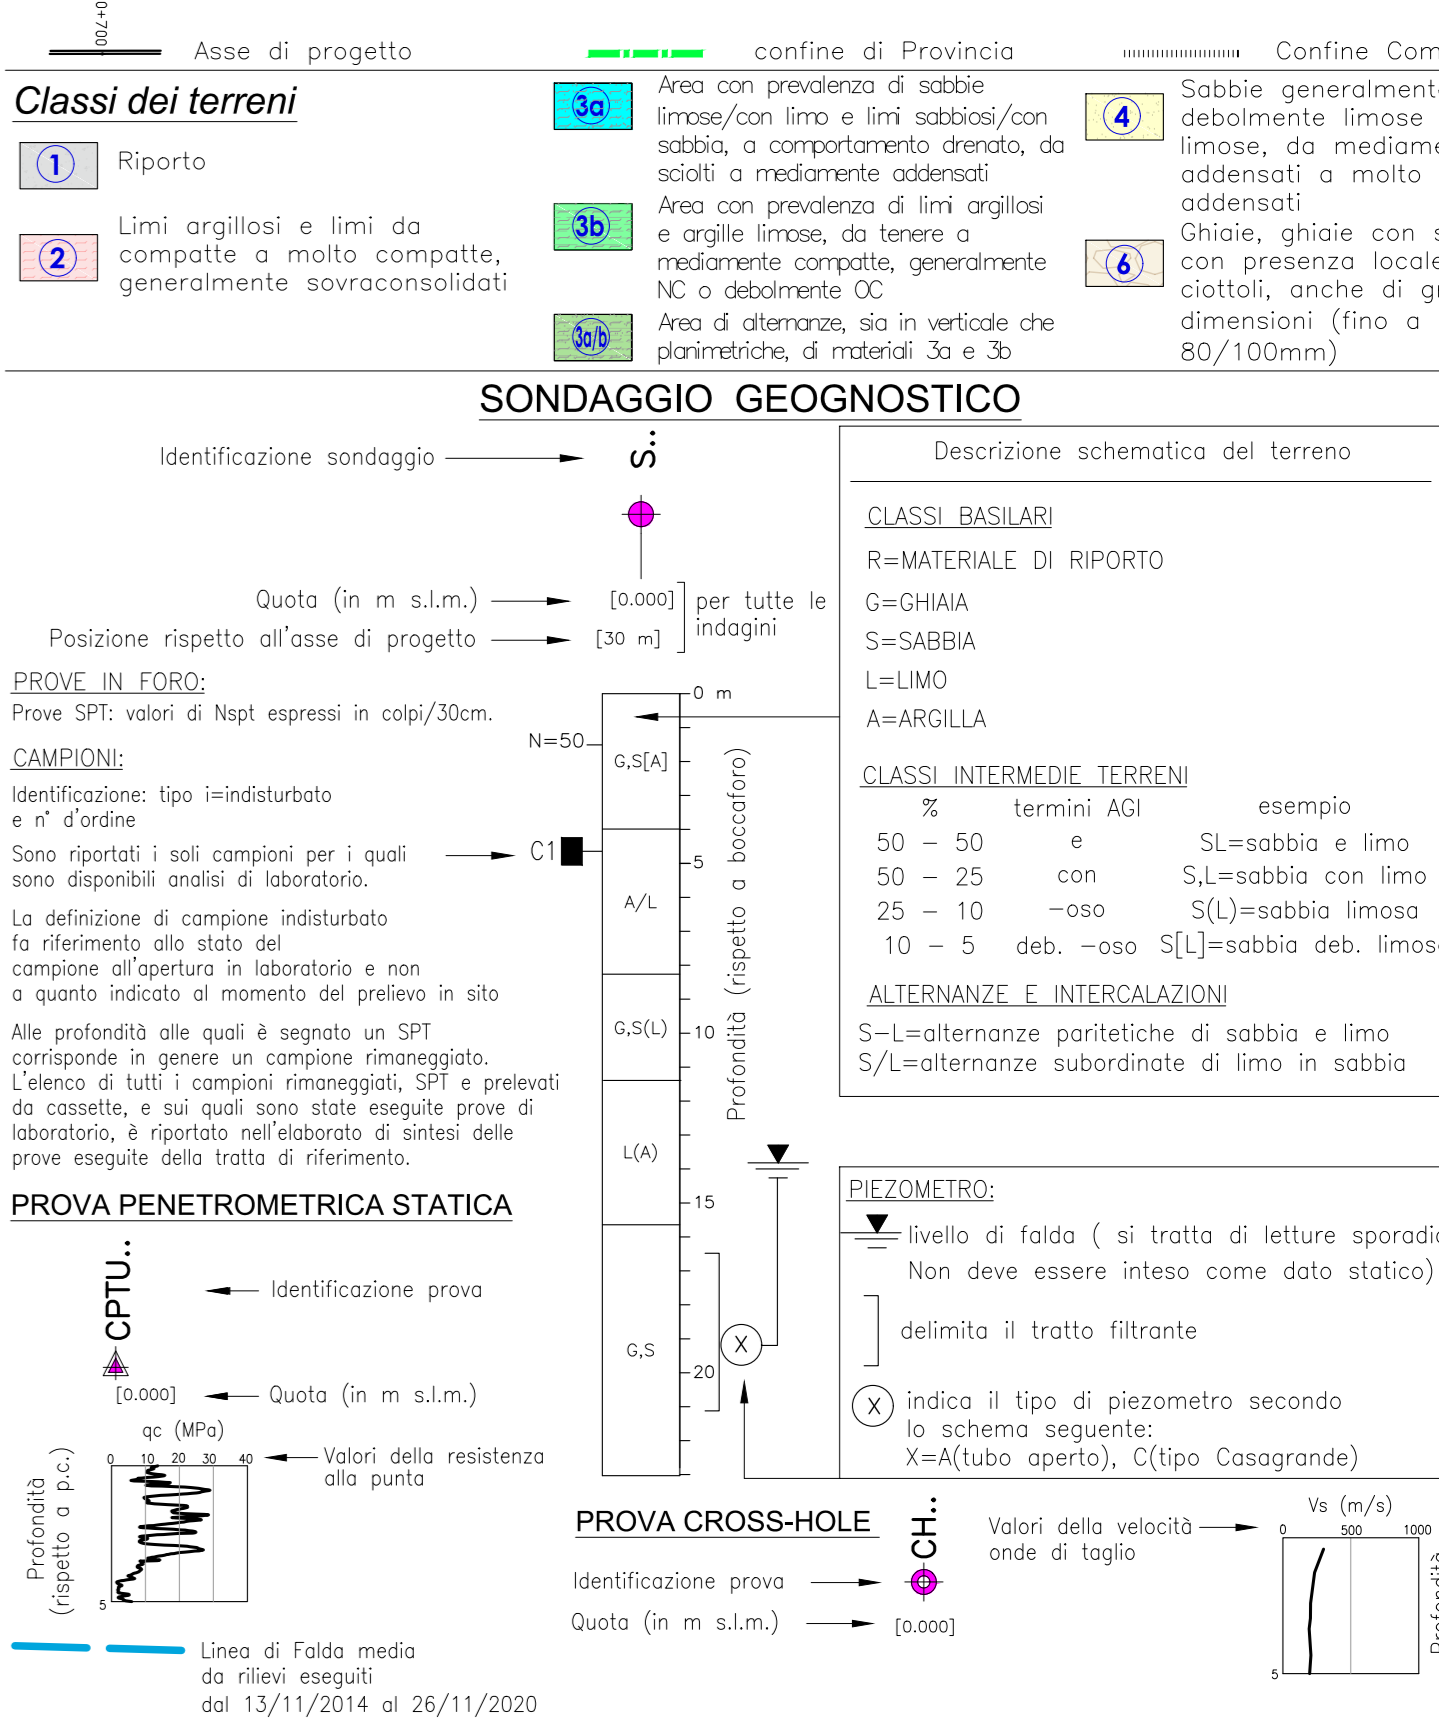 0+700
Asse di progetto
confine di Provincia
Confine Com
Classi dei terreni
1
Riporto
2
Limi argillosi e limi da
compatte a molto compatte,
generalmente sovraconsolidati
3a
Area con prevalenza di sabbie
limose/con limo e limi sabbiosi/con
sabbia, a comportamento drenato, da
sciolti a mediamente addensati
3b
Area con prevalenza di limi argillosi
e argille limose, da tenere a
mediamente compatte, generalmente
NC o debolmente OC
3a/b
Area di alternanze, sia in verticale che
planimetriche, di materiali 3a e 3b
4
Sabbie generalment
debolmente limose
limose, da mediame
addensati a molto
addensati
6
Ghiaie, ghiaie con s
con presenza locale
ciottoli, anche di g
dimensioni (fino a
80/100mm)
SONDAGGIO GEOGNOSTICO
Identificazione sondaggio
S..
Quota (in m s.l.m.)
[0.000]
Posizione rispetto all'asse di progetto
[30 m]
per tutte le
indagini
PROVE IN FORO:
Prove SPT: valori di Nspt espressi in colpi/30cm.
CAMPIONI:
Identificazione: tipo i=indisturbato
e n° d'ordine
Sono riportati i soli campioni per i quali
sono disponibili analisi di laboratorio.
La definizione di campione indisturbato
fa riferimento allo stato del
campione all'apertura in laboratorio e non
a quanto indicato al momento del prelievo in sito
Alle profondità alle quali è segnato un SPT
corrisponde in genere un campione rimaneggiato.
L'elenco di tutti i campioni rimaneggiati, SPT e prelevati
da cassette, e sui quali sono state eseguite prove di
laboratorio, è riportato nell'elaborato di sintesi delle
prove eseguite della tratta di riferimento.
N=50
C1
G,S[A]
A/L
G,S(L)
L(A)
G,S
0 m
5
10
15
20
Profondità (rispetto a boccaforo)
X
Descrizione schematica del terreno
CLASSI BASILARI
R=MATERIALE DI RIPORTO
G=GHIAIA
S=SABBIA
L=LIMO
A=ARGILLA
CLASSI INTERMEDIE TERRENI
% termini AGI esempio
50 – 50 e SL=sabbia e limo
50 – 25 con S,L=sabbia con limo
25 – 10 –oso S(L)=sabbia limosa
10 – 5 deb. –oso S[L]=sabbia deb. limos
ALTERNANZE E INTERCALAZIONI
S–L=alternanze paritetiche di sabbia e limo
S/L=alternanze subordinate di limo in sabbia
PIEZOMETRO:
livello di falda ( si tratta di letture sporadi
Non deve essere inteso come dato statico)
delimita il tratto filtrante
X
indica il tipo di piezometro secondo
lo schema seguente:
X=A(tubo aperto), C(tipo Casagrande)
PROVA PENETROMETRICA STATICA
CPTU..
Identificazione prova
[0.000]
Quota (in m s.l.m.)
qc (MPa)
0 10 20 30 40
5
Profondità
(rispetto a p.c.)
Valori della resistenza
alla punta
Linea di Falda media
da rilievi eseguiti
dal 13/11/2014 al 26/11/2020
PROVA CROSS-HOLE
CH..
Identificazione prova
Quota (in m s.l.m.)
[0.000]
Valori della velocità
onde di taglio
Vs (m/s)
0 500 1000
5
Profondità